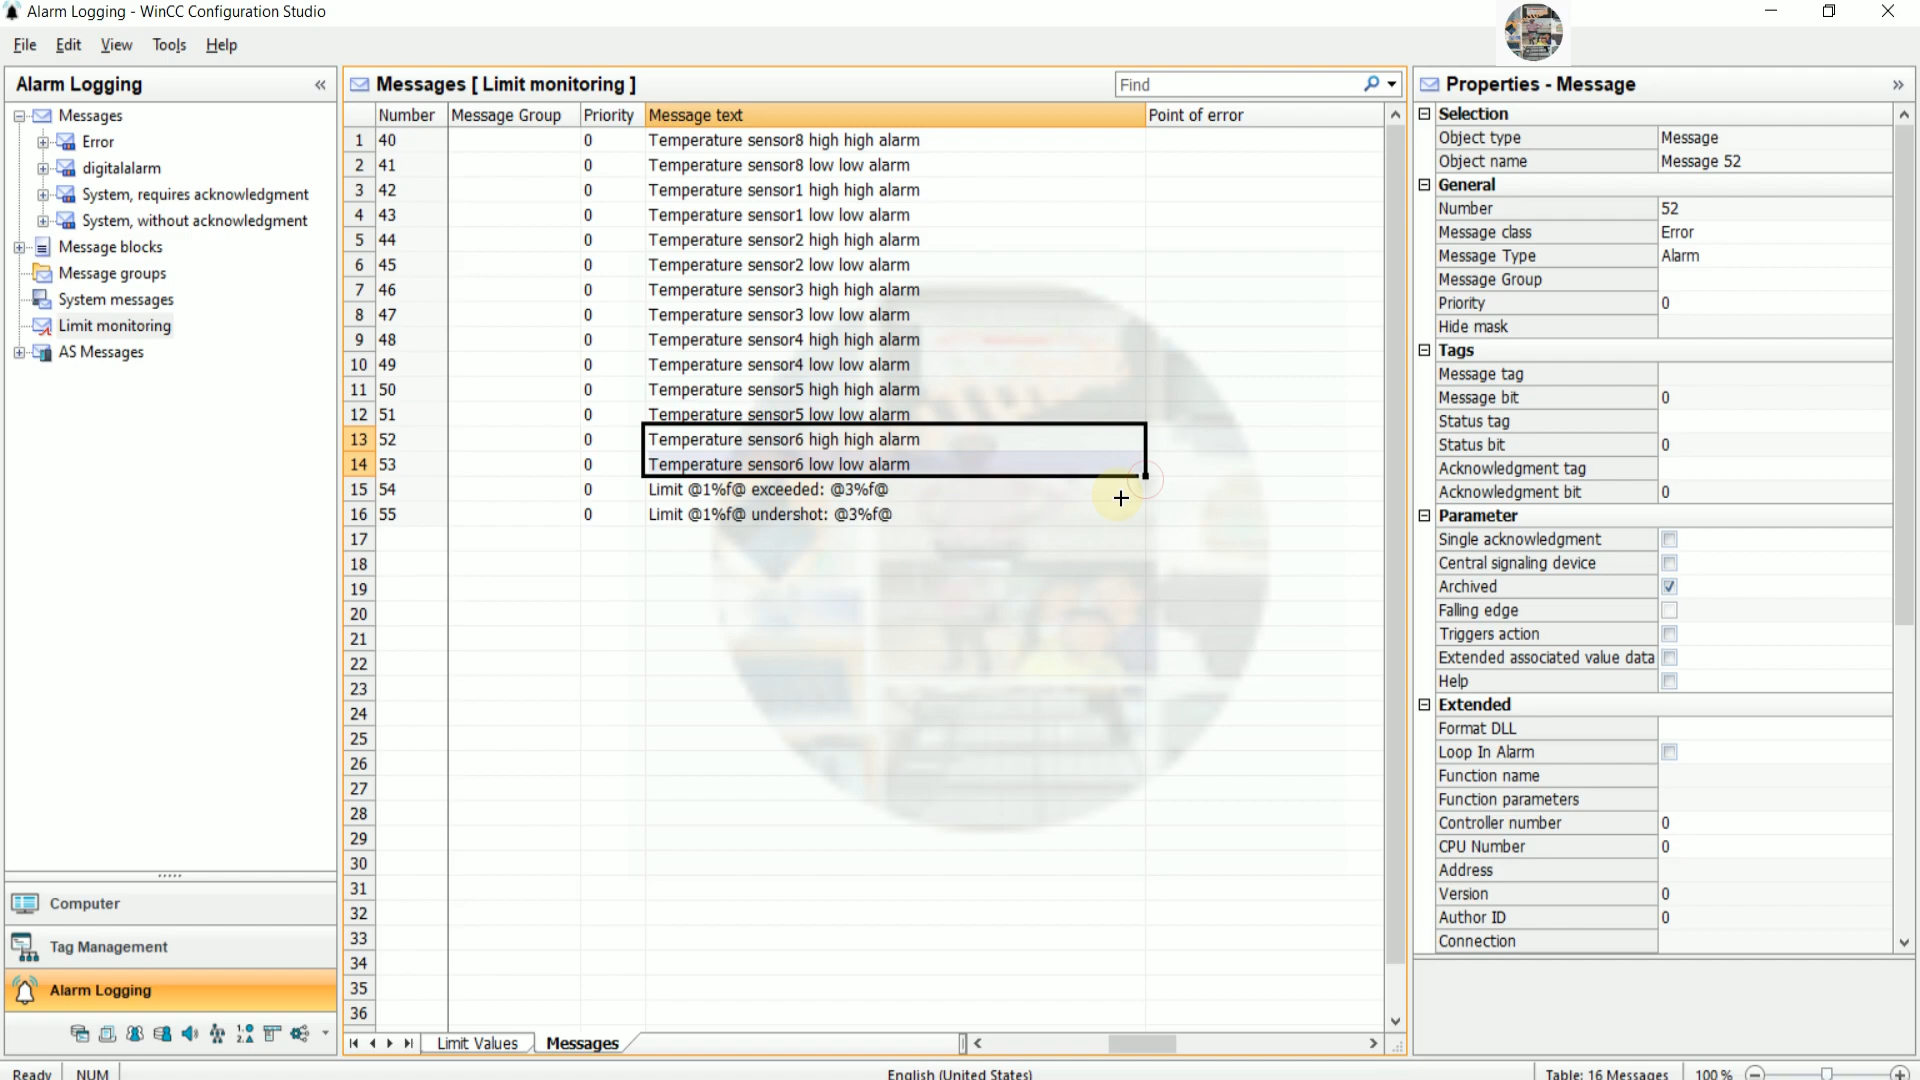 Alarm Logging - WinCC Configuration Studio
File Edit View Tools Help
Alarm Logging «
Messages
Error
digitalalarm
System, requires acknowledgment
System, without acknowledgment
Message blocks
Message groups
System messages
Limit monitoring
AS Messages
Computer
Tag Management
Alarm Logging
Messages [ Limit monitoring ] Find
Number Message Group Priority Message text Point of error
1 40 0 Temperature sensor8 high high alarm
2 41 0 Temperature sensor8 low low alarm
3 42 0 Temperature sensor1 high high alarm
4 43 0 Temperature sensor1 low low alarm
5 44 0 Temperature sensor2 high high alarm
6 45 0 Temperature sensor2 low low alarm
7 46 0 Temperature sensor3 high high alarm
8 47 0 Temperature sensor3 low low alarm
9 48 0 Temperature sensor4 high high alarm
10 49 0 Temperature sensor4 low low alarm
11 50 0 Temperature sensor5 high high alarm
12 51 0 Temperature sensor5 low low alarm
13 52 0 Temperature sensor6 high high alarm
14 53 0 Temperature sensor6 low low alarm
15 54 0 Limit @1%f@ exceeded: @3%f@
16 55 0 Limit @1%f@ undershot: @3%f@
17
18
19
20
21
22
23
24
25
26
27
28
29
30
31
32
33
34
35
36
Limit Values Messages
Properties - Message »
Selection
Object type Message
Object name Message 52
General
Number 52
Message class Error
Message Type Alarm
Message Group
Priority 0
Hide mask
Tags
Message tag
Message bit 0
Status tag
Status bit 0
Acknowledgment tag
Acknowledgment bit 0
Parameter
Single acknowledgment
Central signaling device
Archived
Falling edge
Triggers action
Extended associated value data
Help
Extended
Format DLL
Loop In Alarm
Function name
Function parameters
Controller number 0
CPU Number 0
Address
Version 0
Author ID 0
Connection
Ready NUM English (United States) Table: 16 Messages 100 %